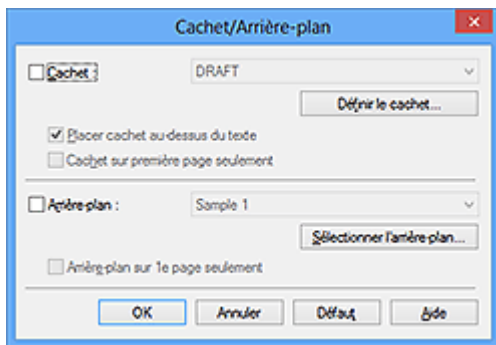 Cachet/Arrière-plan
Cachet : DRAFT
Définir le cachet...
Placer cachet au-dessus du texte
Cachet sur première page seulement
Arrière-plan : Sample 1
Sélectionner l'arrière-plan...
Arrière-plan sur 1e page seulement
OK Annuler Défaut Aide